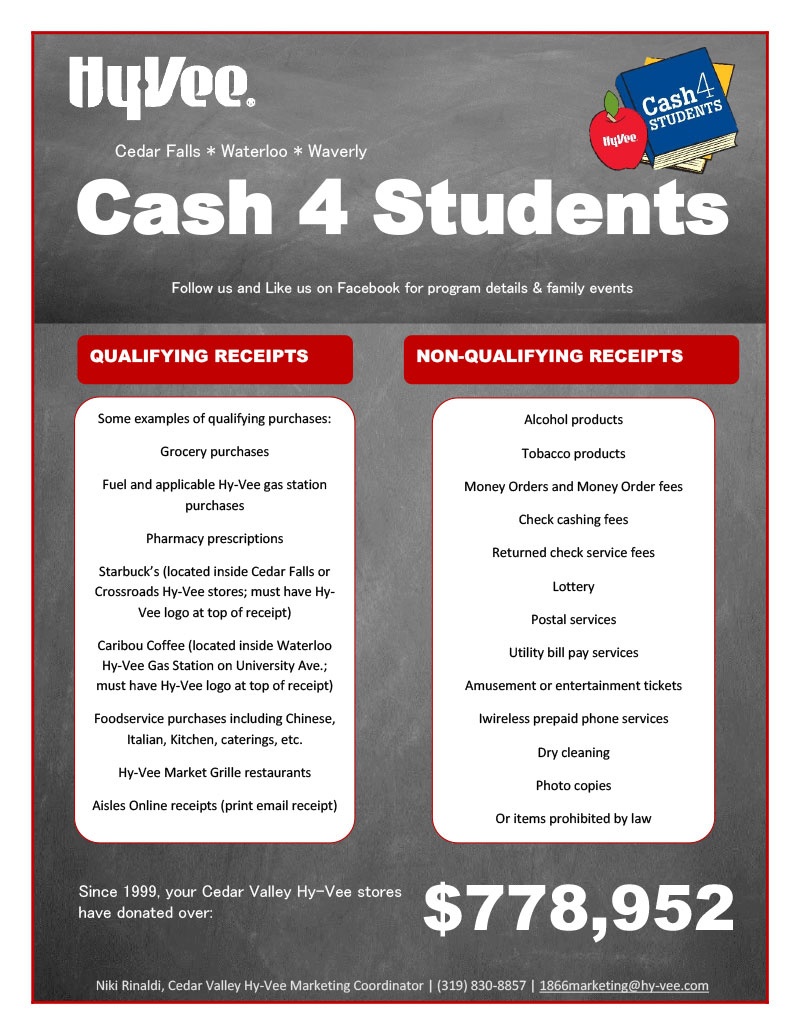 HyVee®
Cash 4
STUDENTS
HyVee
Cedar Falls * Waterloo * Waverly
Cash 4 Students
Follow us and Like us on Facebook for program details & family events
QUALIFYING RECEIPTS
Some examples of qualifying purchases:
Grocery purchases
Fuel and applicable Hy-Vee gas station
purchases
Pharmacy prescriptions
Starbuck's (located inside Cedar Falls or
Crossroads Hy-Vee stores; must have Hy-
Vee logo at top of receipt)
Caribou Coffee (located inside Waterloo
Hy-Vee Gas Station on University Ave.;
must have Hy-Vee logo at top of receipt)
Foodservice purchases including Chinese,
Italian, Kitchen, caterings, etc.
Hy-Vee Market Grille restaurants
Aisles Online receipts (print email receipt)
NON-QUALIFYING RECEIPTS
Alcohol products
Tobacco products
Money Orders and Money Order fees
Check cashing fees
Returned check service fees
Lottery
Postal services
Utility bill pay services
Amusement or entertainment tickets
Iwireless prepaid phone services
Dry cleaning
Photo copies
Or items prohibited by law
Since 1999, your Cedar Valley Hy-Vee stores
have donated over:
$778,952
Niki Rinaldi, Cedar Valley Hy-Vee Marketing Coordinator | (319) 830-8857 | 1866marketing@hy-vee.com